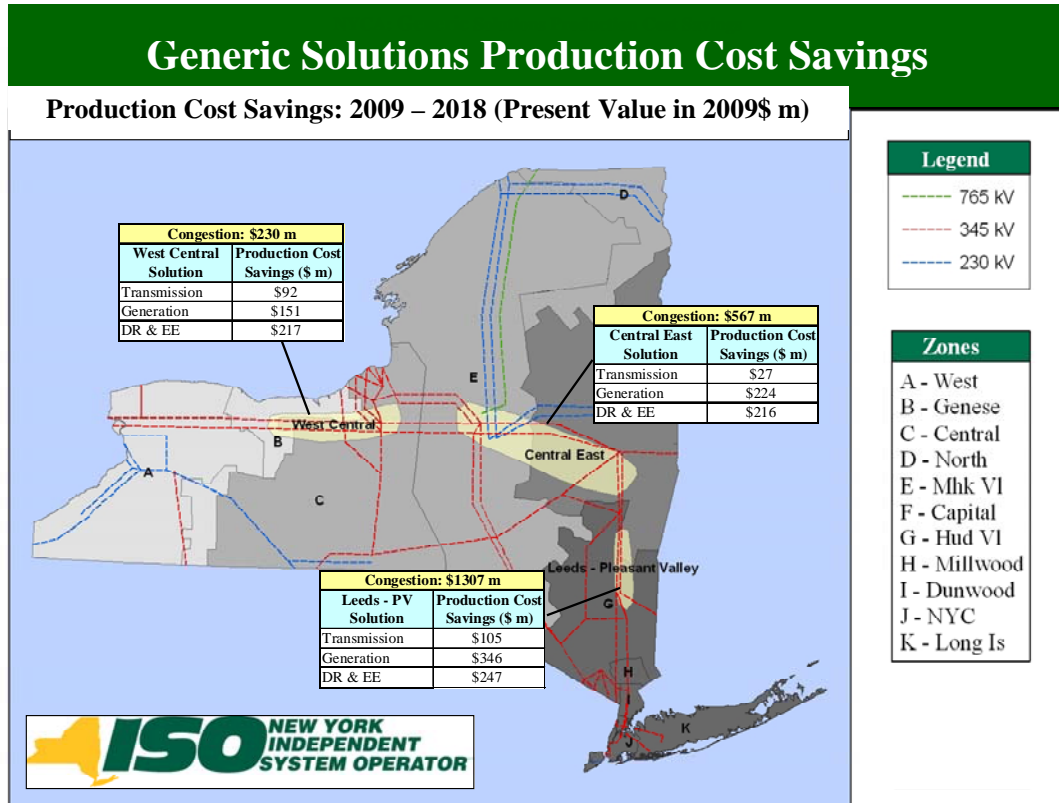 Generic Solutions Production Cost Savings
Production Cost Savings: 2009 – 2018 (Present Value in 2009$ m)
Legend
765 kV
345 kV
230 kV
Congestion: $230 m
West Central Solution Production Cost Savings ($ m)
Transmission $92
Generation $151
DR & EE $217
Congestion: $567 m
Central East Solution Production Cost Savings ($ m)
Transmission $27
Generation $224
DR & EE $216
D
E
West Central
B
Central East
A
C
Leeds - Pleasant Valley
G
Congestion: $1307 m
Leeds - PV Solution Production Cost Savings ($ m)
Transmission $105
Generation $346
DR & EE $247
H
I
J
K
Zones
A - West
B - Genese
C - Central
D - North
E - Mhk Vl
F - Capital
G - Hud Vl
H - Millwood
I - Dunwood
J - NYC
K - Long Is
ISO NEW YORK
INDEPENDENT
SYSTEM OPERATOR